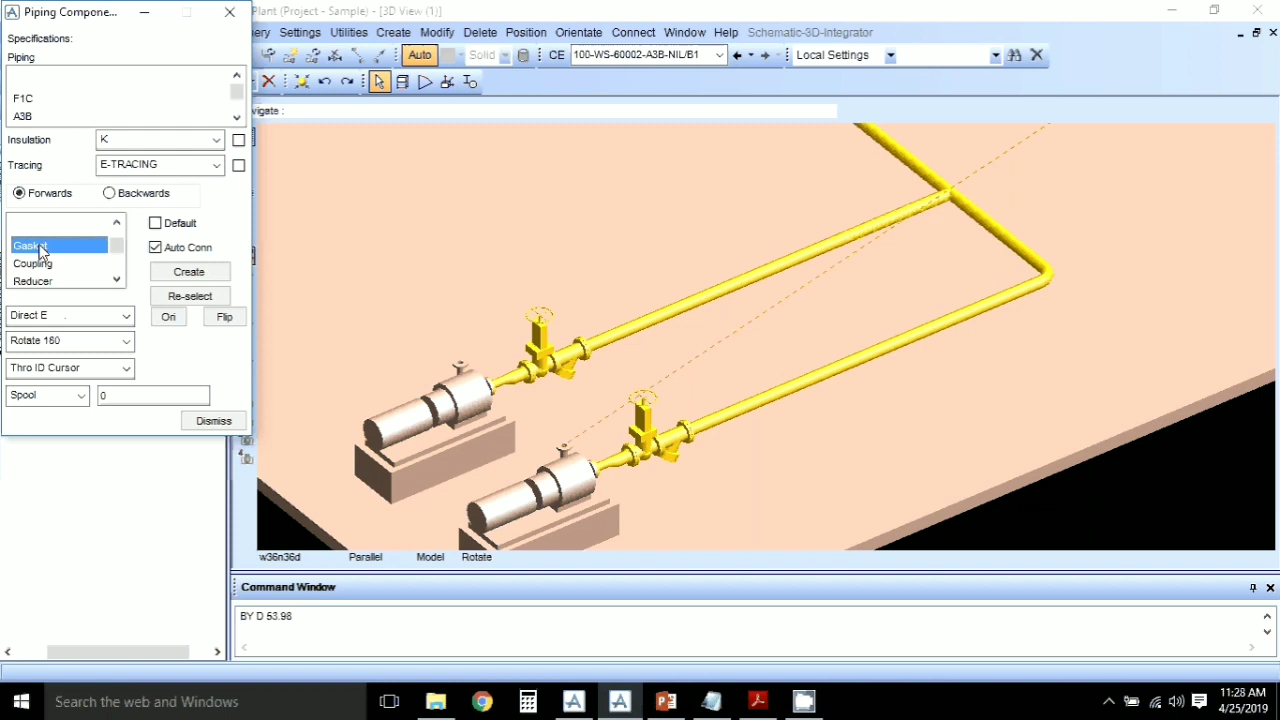 Piping Compone...
Plant (Project - Sample) - [3D View (1)]
Specifications:
ery Settings Utilities Create Modify Delete Position Orientate Connect Window Help Schematic-3D-Integrator
Piping
Auto Solid CE 100-WS-60002-A3B-NIL/B1 Local Settings
F1C
A3B
avigate :
Insulation K
Tracing E-TRACING
Forwards Backwards
Default
Gasket
Auto Conn
Coupling
Create
Reducer
Re-select
Direct E
Ori Flip
Rotate 160
Thro ID Cursor
Spool 0
Dismiss
w36n36d Parallel Model Rotate
Command Window
BY D 53.98
Search the web and Windows
11:28 AM
4/25/2019